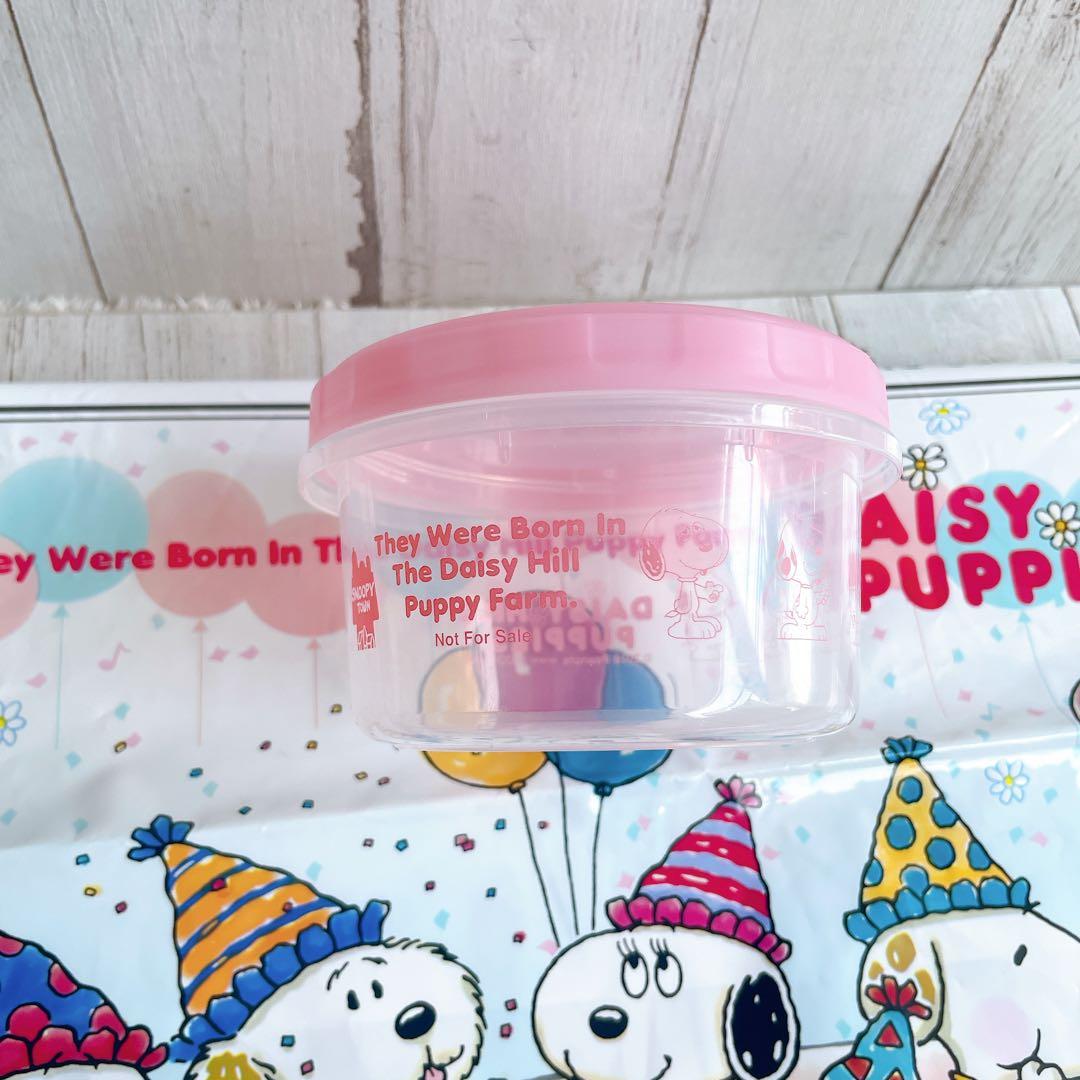 They Were Born In
The Daisy Hill
Puppy Farm.
Not For Sale
SNOOPY
TOWN
ey Were Born In Th
AISY
PUPPI